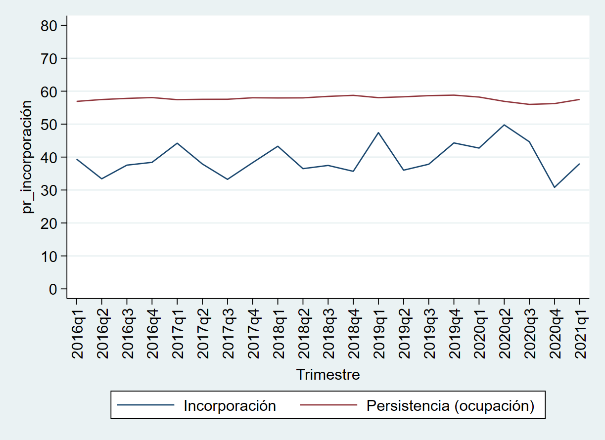 80
70
60
50
40
30
20
10
0
pr_incorporación
2016q1
2016q2
2016q3
2016q4
2017q1
2017q2
2017q3
2017q4
2018q1
2018q2
2018q3
2018q4
2019q1
2019q2
2019q3
2019q4
2020q1
2020q2
2020q3
2020q4
2021q1
Trimestre
Incorporación Persistencia (ocupación)